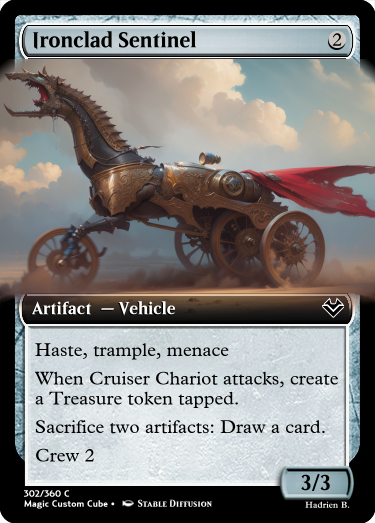 Ironclad Sentinel 2
Artifact — Vehicle
Haste, trample, menace
When Cruiser Chariot attacks, create
a Treasure token tapped.
Sacrifice two artifacts: Draw a card.
Crew 2
3/3
302/360 C
Magic Custom Cube • Stable Diffusion
Hadrien B.